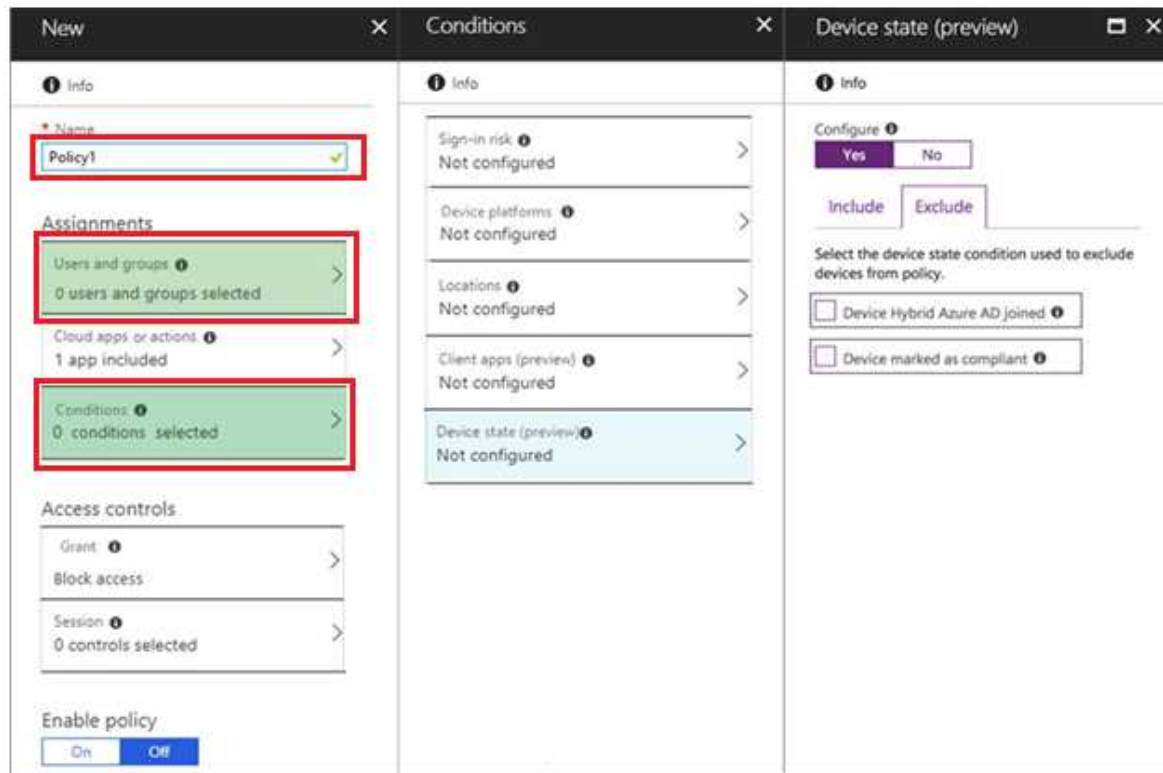 New
Info
* Name
Policy1
Assignments
Users and groups
0 users and groups selected
Cloud apps or actions
1 app included
Conditions
0 conditions selected
Access controls
Grant
Block access
Session
0 controls selected
Enable policy
On Off
Conditions
Info
Sign-in risk
Not configured
Device platforms
Not configured
Locations
Not configured
Client apps (preview)
Not configured
Device state (preview)
Not configured
Device state (preview)
Info
Configure
Yes No
Include Exclude
Select the device state condition used to exclude
devices from policy.
Device Hybrid Azure AD joined
Device marked as compliant